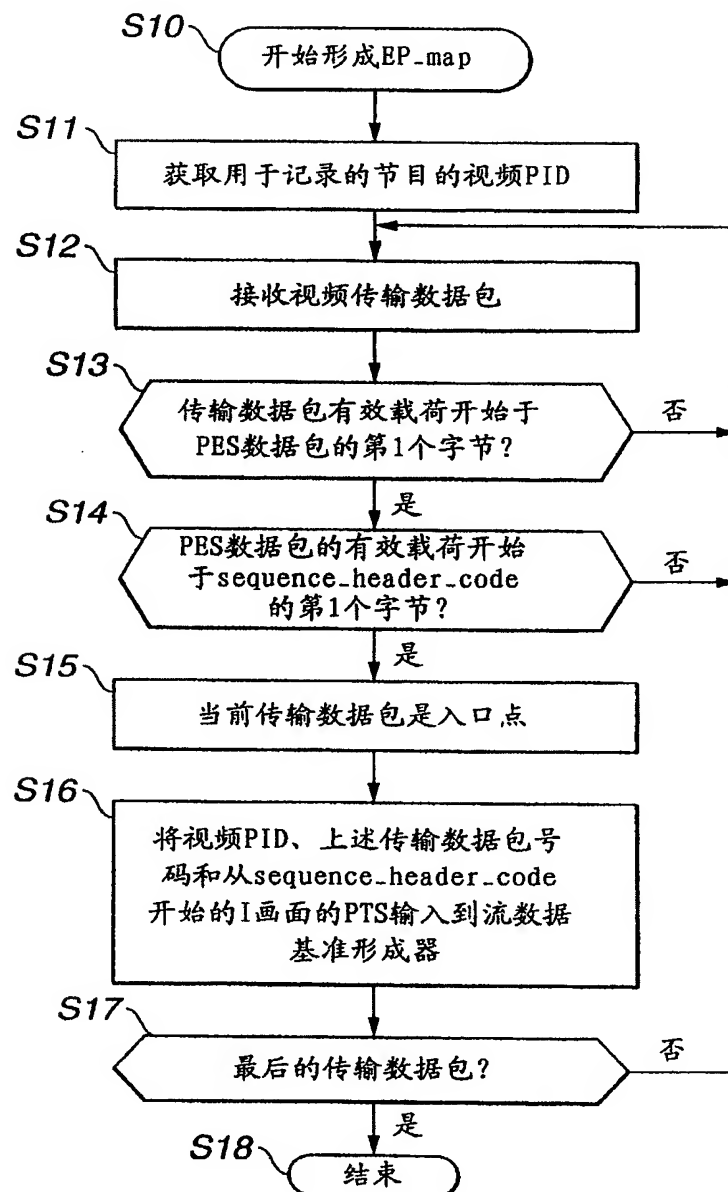 S10
开始形成EP_map
S11
获取用于记录的节目的视频PID
S12
接收视频传输数据包
S13
传输数据包有效载荷开始于
PES数据包的第1个字节？
否
是
S14
PES数据包的有效载荷开始
于sequence_header_code
的第1个字节？
否
是
S15
当前传输数据包是入口点
S16
将视频PID、上述传输数据包号
码和从sequence_header_code
开始的I画面的PTS输入到流数据
基准形成器
S17
最后的传输数据包？
否
是
S18
结束